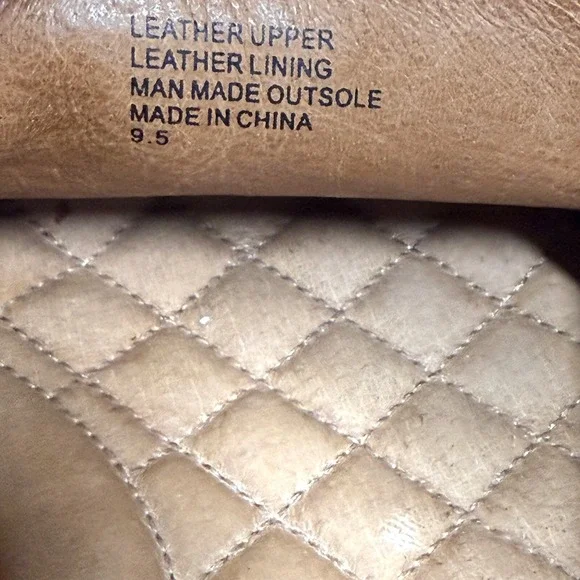 LEATHER UPPER
LEATHER LINING
MAN MADE OUTSOLE
MADE IN CHINA
9.5